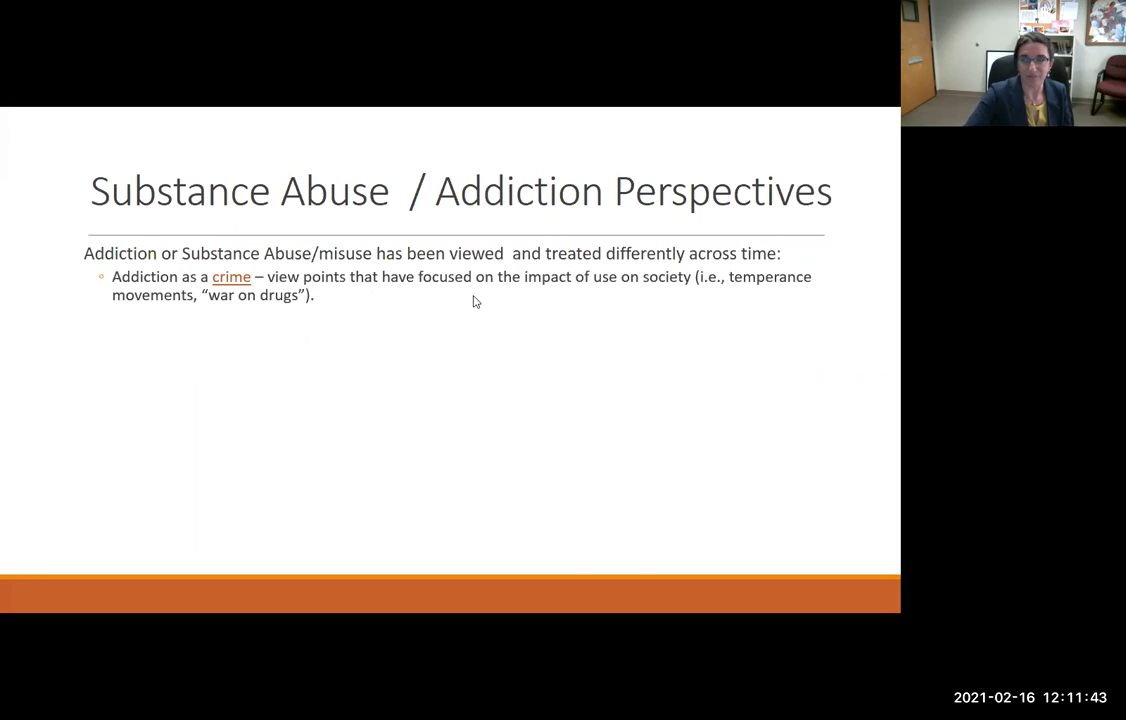 Substance Abuse / Addiction Perspectives
Addiction or Substance Abuse/misuse has been viewed and treated differently across time:
Addiction as a crime – view points that have focused on the impact of use on society (i.e., temperance
movements, “war on drugs”).
2021-02-16 12:11:43